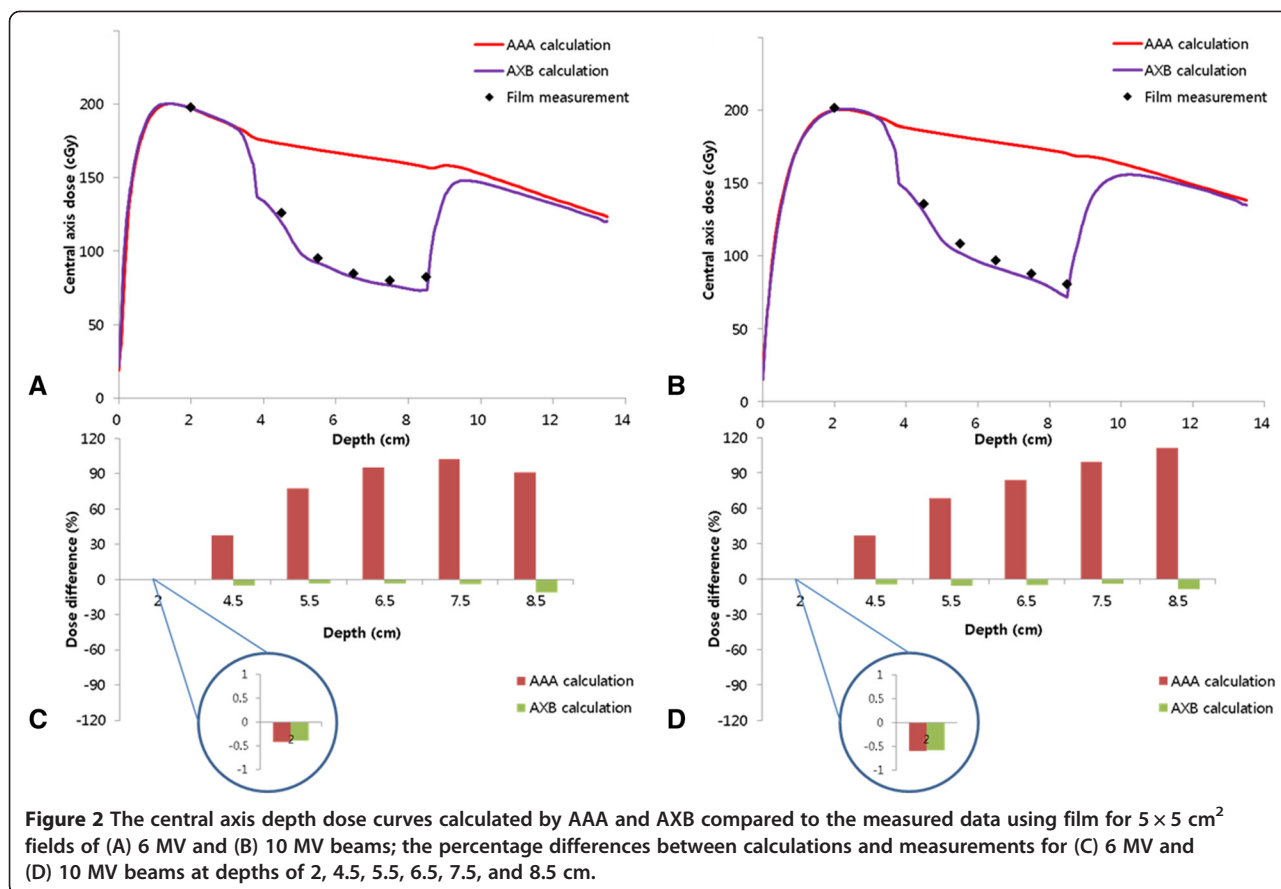 AAA calculation
AXB calculation
Film measurement
Central axis dose (cGy)
200
150
100
50
0
0 2 4 6 8 10 12 14
Depth (cm)
A
AAA calculation
AXB calculation
Film measurement
Central axis dose (cGy)
200
150
100
50
0
0 2 4 6 8 10 12 14
Depth (cm)
B
Dose difference (%)
120
90
60
30
0
-30
-60
-90
-120
2 4.5 5.5 6.5 7.5 8.5
Depth (cm)
1
0.5
0
-0.5
-1
2
AAA calculation
AXB calculation
C
Dose difference (%)
120
90
60
30
0
-30
-60
-90
-120
2 4.5 5.5 6.5 7.5 8.5
Depth (cm)
1
0.5
0
-0.5
-1
2
AAA calculation
AXB calculation
D
Figure 2 The central axis depth dose curves calculated by AAA and AXB compared to the measured data using film for 5 × 5 cm²
fields of (A) 6 MV and (B) 10 MV beams; the percentage differences between calculations and measurements for (C) 6 MV and
(D) 10 MV beams at depths of 2, 4.5, 5.5, 6.5, 7.5, and 8.5 cm.